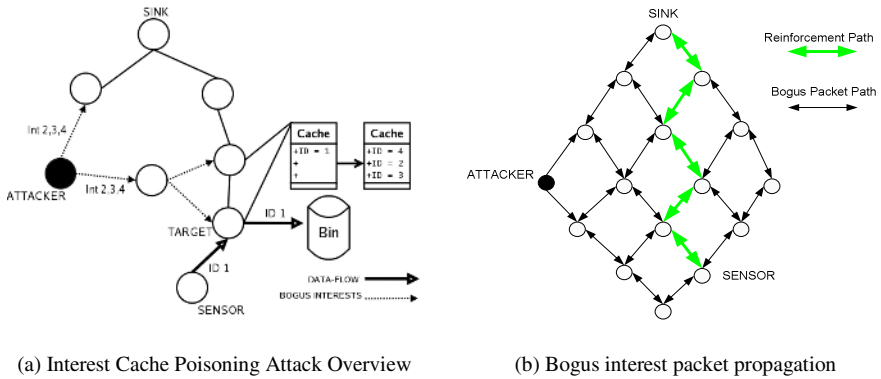 SINK
Int 2,3,4
ATTACKER
Int 2,3,4
TARGET
Cache
+ID = 1
+
+
Cache
+ID = 4
+ID = 2
+ID = 3
ID 1
Bin
ID 1
SENSOR
DATA-FLOW
BOGUS INTERESTS
(a) Interest Cache Poisoning Attack Overview
SINK
Reinforcement Path
Bogus Packet Path
ATTACKER
SENSOR
(b) Bogus interest packet propagation